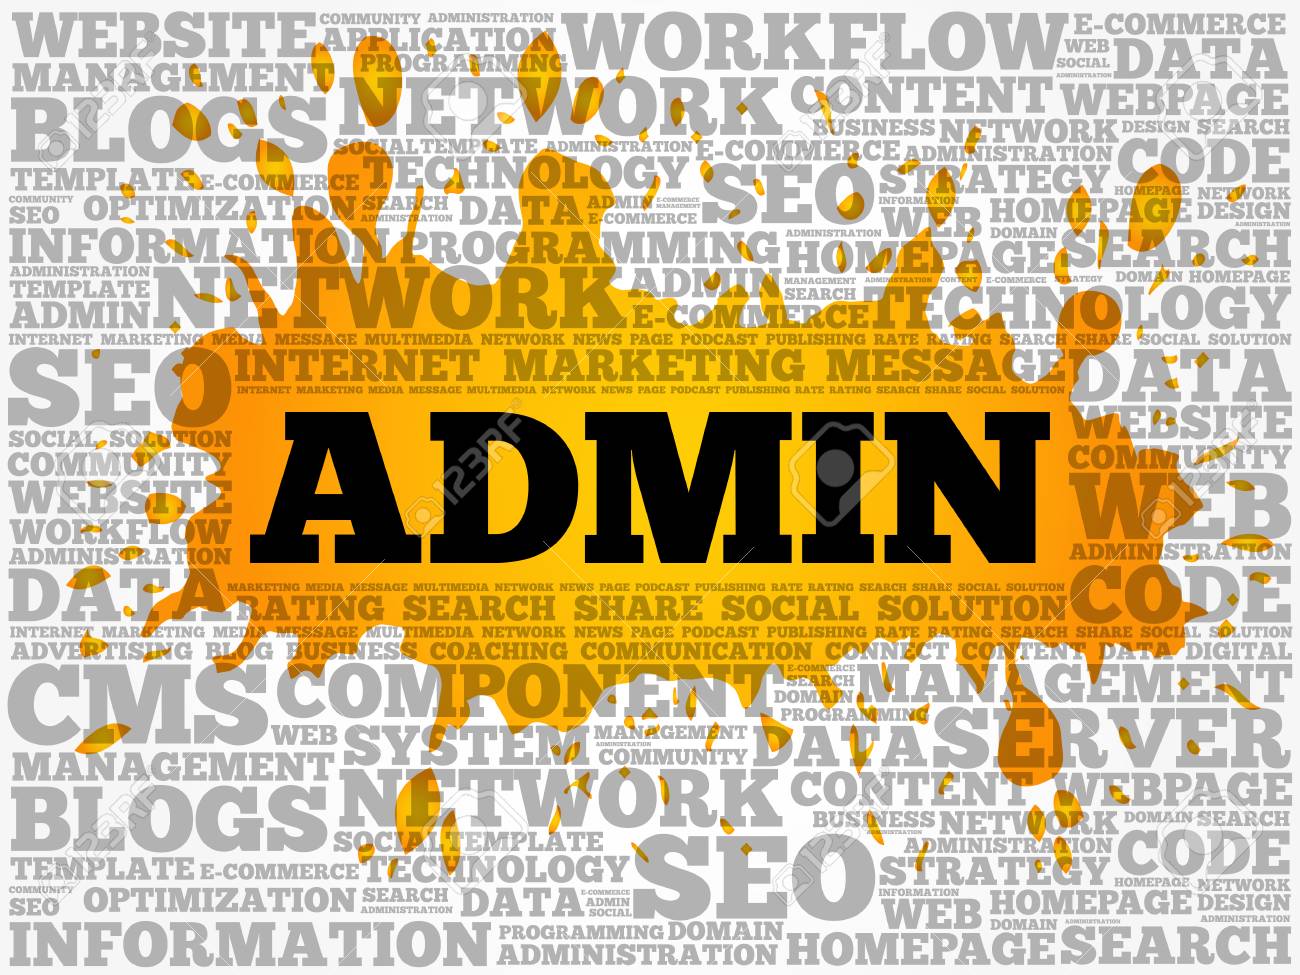 WEBSITE COMMUNITY ADMINISTRATION WORKFLOW E-COMMERCE
APPLICATION WEB DATA
MANAGEMENT PROGRAMMING SOCIAL
ADMINISTRATION
BLOGS NETWORK CONTENT WEBPAGE
BUSINESS NETWORK DESIGN SEARCH
SOCIAL TEMPLATE ADMINISTRATION E-COMMERCE ADMINISTRATION CODE
TEMPLATE E-COMMERCE TECHNOLOGY SEO STRATEGY
COMMUNITY HOMEPAGE NETWORK
SEO OPTIMIZATION SEARCH DATA ADMIN E-COMMERCE INFORMATION HOMEPAGE DESIGN
MANAGEMENT
ADMINISTRATION E-COMMERCE WEB DOMAIN ADMINISTRATION
INFORMATION PROGRAMMING ADMINISTRATION SEARCH
HOMEPAGE
ADMINISTRATION NETWORK ADMIN MANAGEMENT ADMINISTRATION CONTENT E-COMMERCE STRATEGY DOMAIN HOMEPAGE
TEMPLATE SEARCH
ADMIN E-COMMERCE TECHNOLOGY
INTERNET MARKETING MEDIA MESSAGE MULTIMEDIA NETWORK NEWS PAGE PODCAST PUBLISHING RATE RATING SEARCH SHARE SOCIAL SOLUTION
SEO INTERNET MARKETING MESSAGE DATA
INTERNET MARKETING MEDIA MESSAGE MULTIMEDIA NETWORK NEWS PAGE PODCAST PUBLISHING RATE RATING SEARCH SHARE SOCIAL SOLUTION
WEBSITE
SOCIAL SOLUTION
COMMUNITY COMMUNITY
WEBSITE ADMIN WEB
WORKFLOW
ADMINISTRATION ADMINISTRATION
DATA MARKETING MEDIA MESSAGE MULTIMEDIA NETWORK NEWS PAGE PODCAST PUBLISHING RATE RATING SEARCH SHARE SOCIAL SOLUTION CODE
RATING SEARCH SHARE SOCIAL SOLUTION
INTERNET MARKETING MEDIA MESSAGE MULTIMEDIA NETWORK NEWS PAGE PODCAST PUBLISHING RATE RATING SEARCH SHARE SOCIAL SOLUTION
ADVERTISING BLOG BUSINESS COACHING COMMUNICATION CONNECT CONTENT DATA DIGITAL
CMS COMPONENT E-COMMERCE MANAGEMENT
SEARCH
DOMAIN
PROGRAMMING
WEB SYSTEM MANAGEMENT DATA SERVER
ADMINISTRATION
COMMUNITY
MANAGEMENT NETWORK CONTENT WEBPAGE
BLOGS BUSINESS NETWORK DOMAIN SEARCH
ADMINISTRATION
SOCIAL TEMPLATE SEO ADMINISTRATION CODE
TEMPLATE E-COMMERCE TECHNOLOGY STRATEGY
COMMUNITY HOMEPAGE NETWORK
SEO OPTIMIZATION SEARCH DATA E-COMMERCE INFORMATION HOMEPAGE DESIGN
ADMIN
ADMINISTRATION SOCIAL WEB DOMAIN ADMINISTRATION ADMINISTRATION
INFORMATION PROGRAMMING DOMAIN HOMEPAGE SEARCH
ADMINISTRATION
123RF